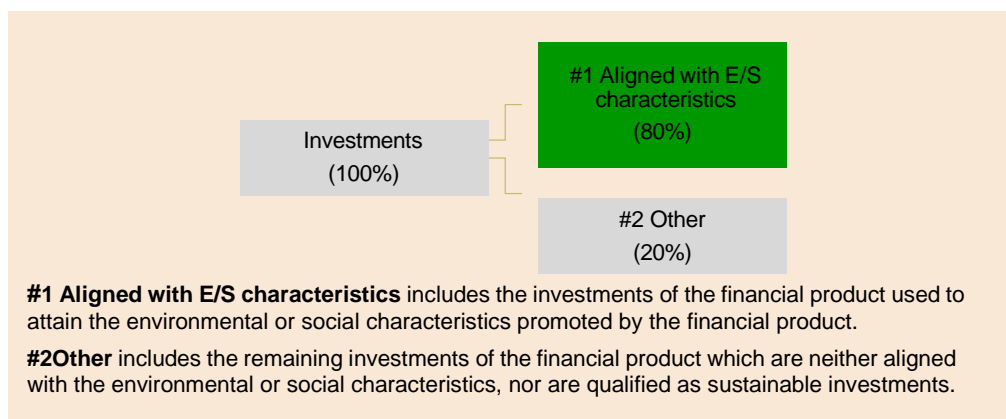 #1 Aligned with E/S
characteristics
(80%)
Investments
(100%)
#2 Other
(20%)
#1 Aligned with E/S characteristics includes the investments of the financial product used to
attain the environmental or social characteristics promoted by the financial product.
#2Other includes the remaining investments of the financial product which are neither aligned
with the environmental or social characteristics, nor are qualified as sustainable investments.